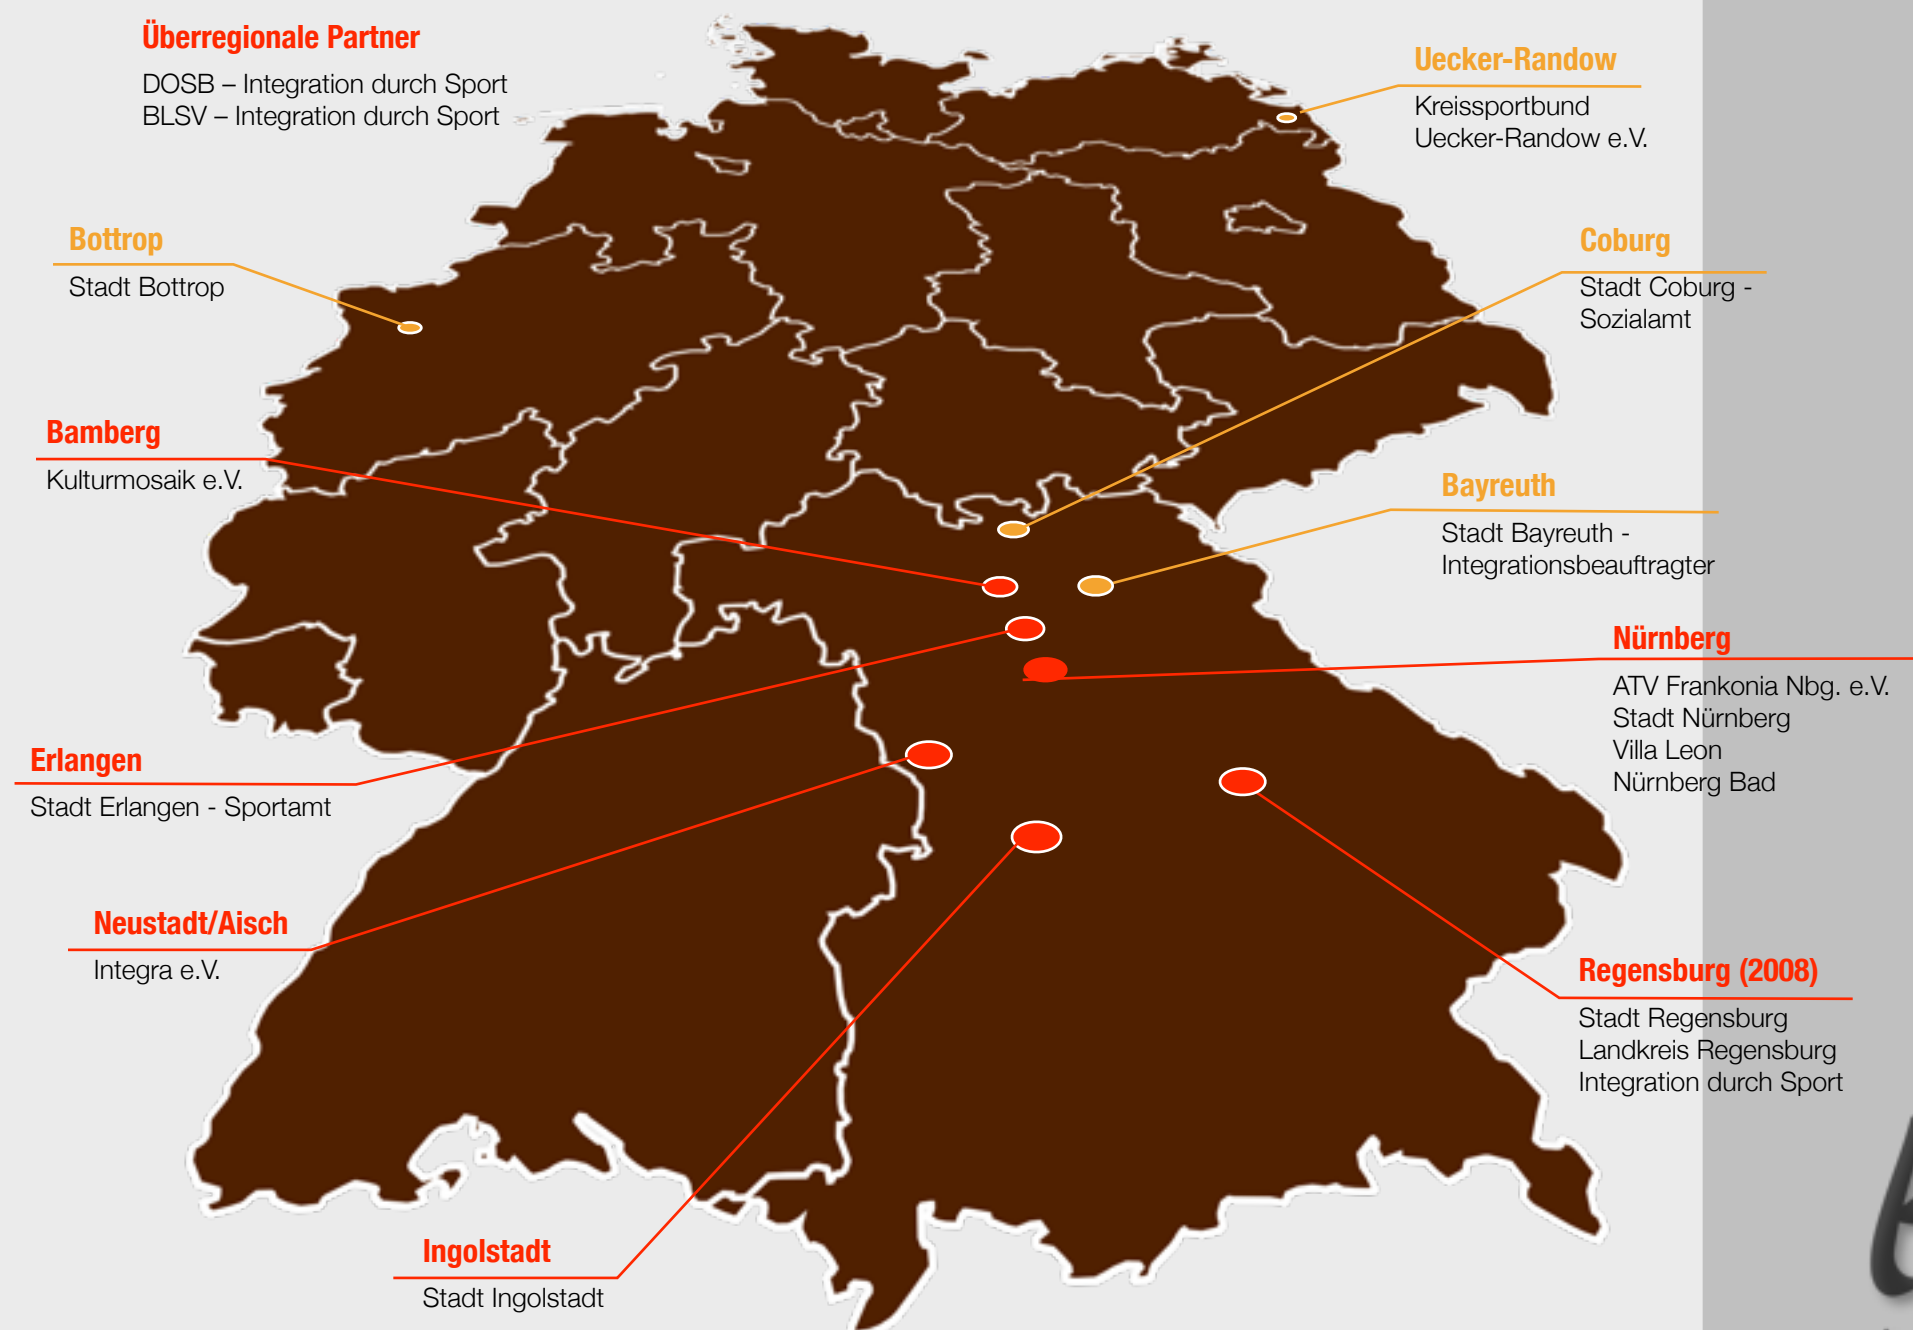 Überregionale Partner
DOSB – Integration durch Sport
BLSV – Integration durch Sport
Uecker-Randow
Kreissportbund
Uecker-Randow e.V.
Bottrop
Stadt Bottrop
Coburg
Stadt Coburg -
Sozialamt
Bamberg
Kulturmosaik e.V.
Bayreuth
Stadt Bayreuth -
Integrationsbeauftragter
Nürnberg
ATV Frankonia Nbg. e.V.
Stadt Nürnberg
Villa Leon
Nürnberg Bad
Erlangen
Stadt Erlangen - Sportamt
Neustadt/Aisch
Integra e.V.
Regensburg (2008)
Stadt Regensburg
Landkreis Regensburg
Integration durch Sport
Ingolstadt
Stadt Ingolstadt